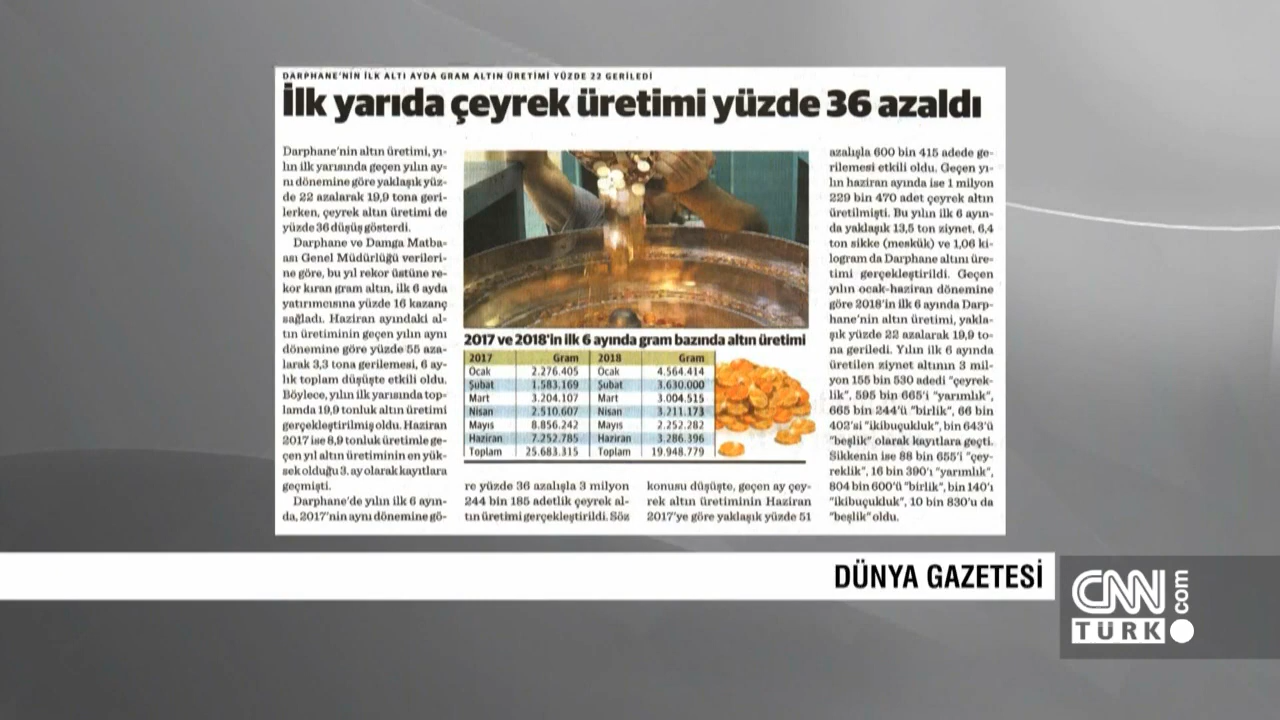 DARPHANE'NİN İLK ALTI AYDA GRAM ALTIN ÜRETİMİ YÜZDE 22 GERİLEDİ
İlk yarıda çeyrek üretimi yüzde 36 azaldı
Darphane'nin altın üretimi, yı-
lın ilk yarısında geçen yılın ay-
nı dönemine göre yaklaşık yüz-
de 22 azalarak 19,9 tona geri-
lerken, çeyrek altın üretimi de
yüzde 36 düşüş gösterdi.
Darphane ve Damga Matba-
ası Genel Müdürlüğü verileri-
ne göre, bu yıl rekor üstüne re-
kor kıran gram altın, ilk 6 ayda
yatırımcısına yüzde 16 kazanç
sağladı. Haziran ayındaki al-
tın üretiminin geçen yılın aynı
dönemine göre yüzde 55 aza-
larak 3,3 tona gerilemesi, 6 ay-
lık toplam düşüşte etkili oldu.
Böylece, yılın ilk yarısında top-
lamda 19,9 tonluk altın üretimi
gerçekleştirilmiş oldu. Haziran
2017 ise 8,9 tonluk üretimle ge-
çen yıl altın üretiminin en yük-
sek olduğu 3. ay olarak kayıtlara
geçmişti.
Darphane'de yılın ilk 6 ayın-
da, 2017'nin aynı dönemine gö-
2017 ve 2018'in ilk 6 ayında gram bazında altın üretimi
2017 Gram 2018 Gram
Ocak 2.276.405 Ocak 4.564.414
Şubat 1.583.169 Şubat 3.630.000
Mart 3.204.107 Mart 3.004.515
Nisan 2.510.607 Nisan 3.211.173
Mayıs 8.856.242 Mayıs 2.252.282
Haziran 7.252.785 Haziran 3.286.396
Toplam 25.683.315 Toplam 19.948.779
re yüzde 36 azalışla 3 milyon
244 bin 185 adetlik çeyrek al-
tın üretimi gerçekleştirildi. Söz
konusu düşüşte, geçen ay çey-
rek altın üretiminin Haziran
2017'ye göre yaklaşık yüzde 51
azalışla 600 bin 415 adede ge-
rilemesi etkili oldu. Geçen yı-
lın haziran ayında ise 1 milyon
229 bin 470 adet çeyrek altın
üretilmişti. Bu yılın ilk 6 ayın-
da yaklaşık 13,5 ton ziynet, 6,4
ton sikke (meskük) ve 1,06 ki-
logram da Darphane altını üre-
timi gerçekleştirildi. Geçen
yılın ocak-haziran dönemine
göre 2018'in ilk 6 ayında Darp-
hane'nin altın üretimi, yakla-
şık yüzde 22 azalarak 19,9 to-
na geriledi. Yılın ilk 6 ayında
üretilen ziynet altının 3 mil-
yon 155 bin 530 adedi "çeyrek-
lik", 595 bin 665'i "yarımlık",
665 bin 244'ü "birlik", 66 bin
402'si "ikibuçukluk", bin 643'ü
"beşlik" olarak kayıtlara geçti.
Sikkenin ise 88 bin 655'i "çey-
reklik", 16 bin 390'ı "yarımlık",
804 bin 600'ü "birlik", bin 140'ı
"ikibuçukluk", 10 bin 830'u da
"beşlik" oldu.
DÜNYA GAZETESİ
CNN
TÜRK
.com